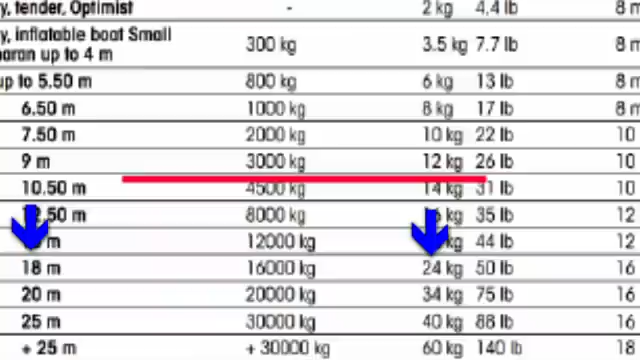 y, tender, Optimist - 2 kg 4,4 lb 8 m
y, inflatable boat Small
aran up to 4 m 300 kg 3.5 kg 7.7 lb 8 m
up to 5.50 m 800 kg 6 kg 13 lb 8 m
6.50 m 1000 kg 8 kg 17 lb 8 m
7.50 m 2000 kg 10 kg 22 lb 10
9 m 3000 kg 12 kg 26 lb 10
10.50 m 4500 kg 14 kg 31 lb 10
.50 m 8000 kg kg 35 lb 12
m 12000 kg kg 44 lb 12
18 m 16000 kg 24 kg 50 lb 16
20 m 20000 kg 34 kg 75 lb 16
25 m 30000 kg 40 kg 88 lb 16
+ 25 m + 30000 kg 60 kg 140 lb 18